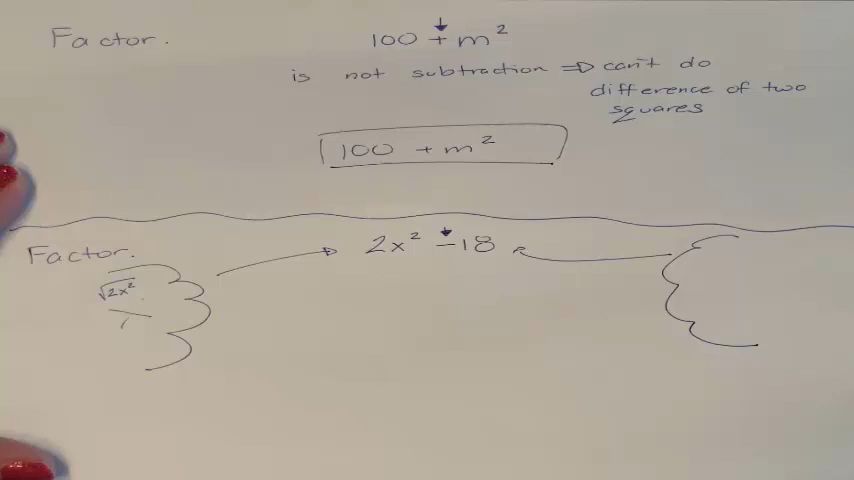 Factor. 100 + m²
is not subtraction ⇒ can't do
difference of two
squares
100 + m²
Factor. 2x² - 18
√2x²